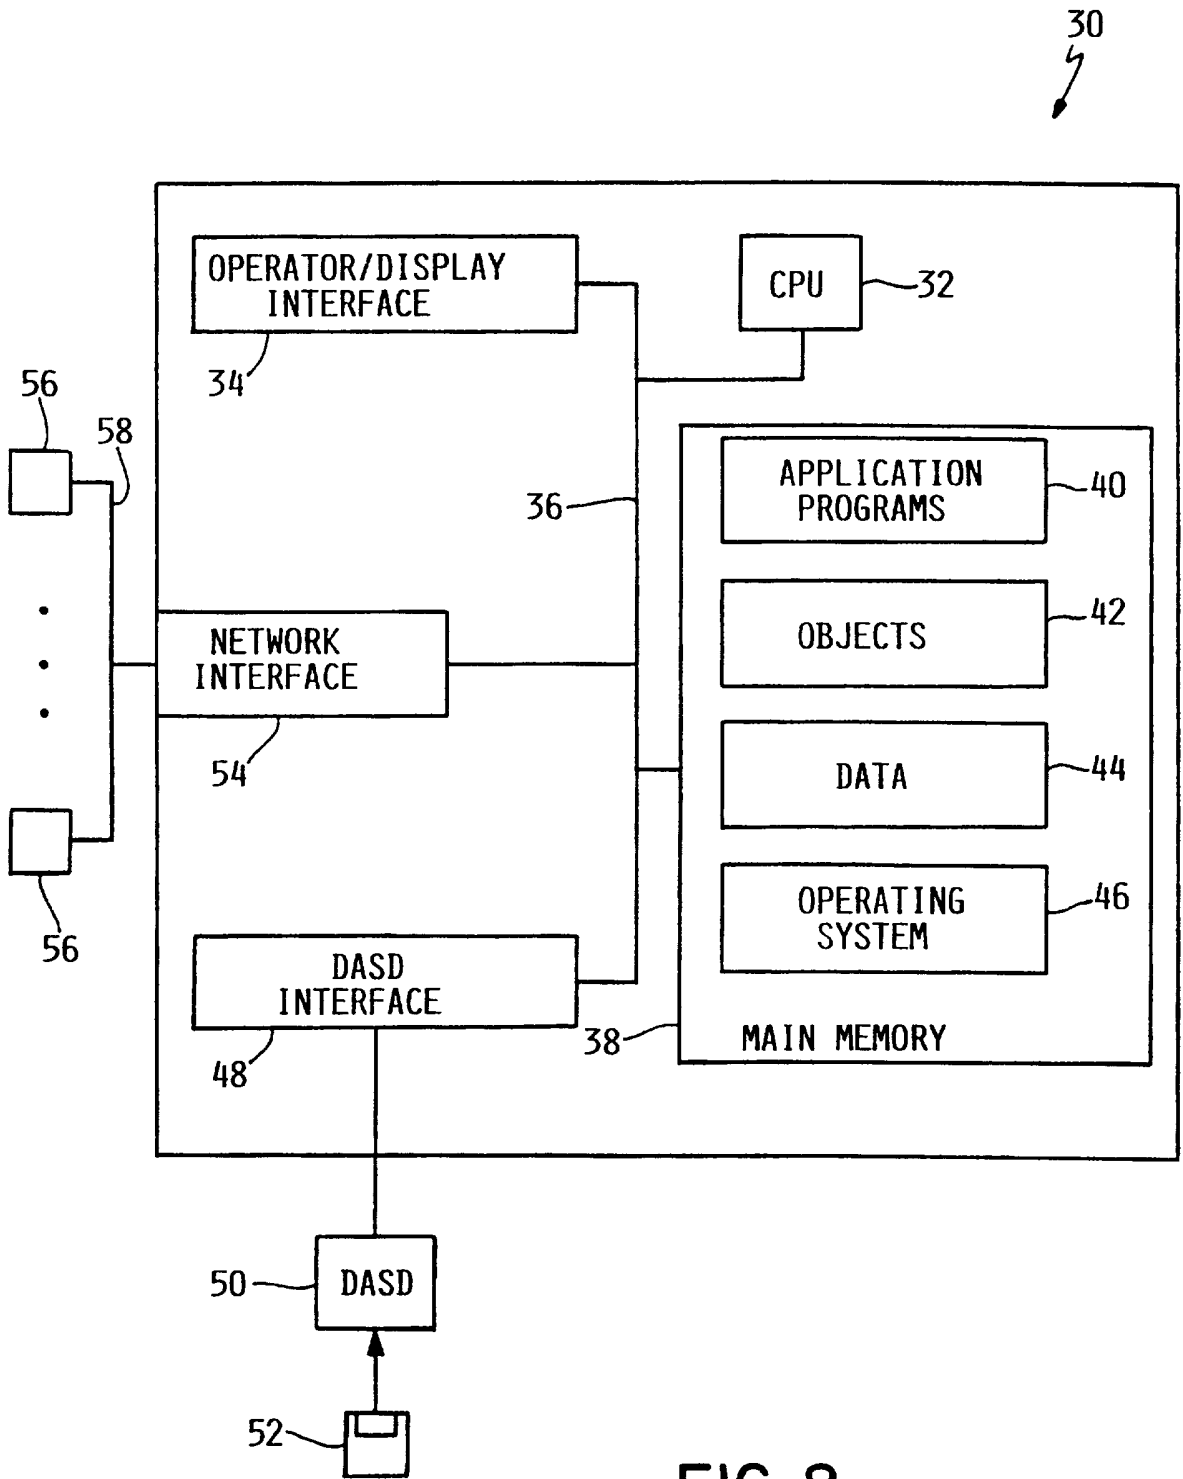 30
OPERATOR/DISPLAY
INTERFACE
34
CPU
32
56
58
36
APPLICATION
PROGRAMS
40
OBJECTS
42
NETWORK
INTERFACE
54
DATA
44
OPERATING
SYSTEM
46
56
DASD
INTERFACE
48
38
MAIN MEMORY
50
DASD
52